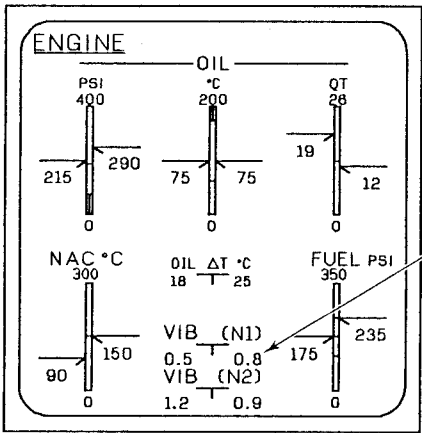 ENGINE
OIL
PSI °C QT
400 200 28
290 19
215 75 75 12
0 0 0
NAC °C OIL ΔT °C FUEL PSI
300 18 25 350
VIB (N1) 235
150 0.5 0.8 175
90 VIB (N2)
0 1.2 0.9 0